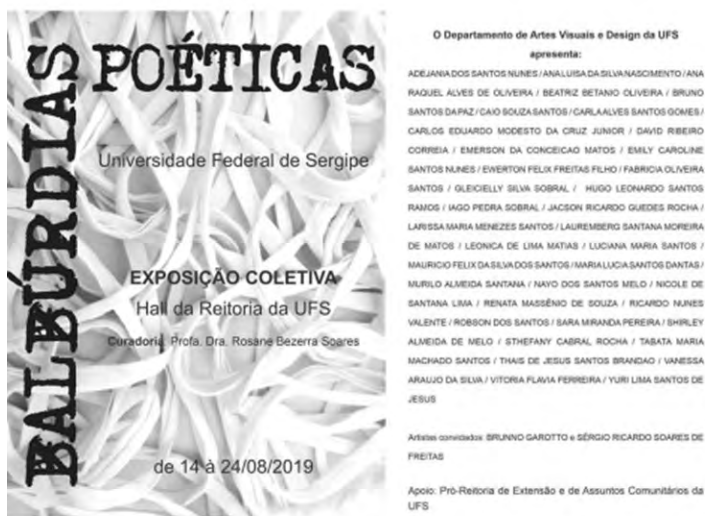 BALBÚRDIAS
POÉTICAS
Universidade Federal de Sergipe
EXPOSIÇÃO COLETIVA
Hall da Reitoria da UFS
Curadoria: Profa. Dra. Rosane Bezerra Soares
de 14 à 24/08/2019
O Departamento de Artes Visuais e Design da UFS
apresenta:
ADEJANIA DOS SANTOS NUNES / ANA LUISA DA SILVA NASCIMENTO / ANA
RAQUEL ALVES DE OLIVEIRA / BEATRIZ BETANIO OLIVEIRA / BRUNO
SANTOS DA PAZ / CAIO SOUZA SANTOS / CARLA ALVES SANTOS GOMES /
CARLOS EDUARDO MODESTO DA CRUZ JUNIOR / DAVID RIBEIRO
CORREIA / EMERSON DA CONCEICAO MATOS / EMILY CAROLINE
SANTOS NUNES / EWERTON FELIX FREITAS FILHO / FABRICIA OLIVEIRA
SANTOS / GLEICIELLY SILVA SOBRAL / HUGO LEONARDO SANTOS
RAMOS / IAGO PEDRA SOBRAL / JACSON RICARDO GUEDES ROCHA /
LARISSA MARIA MENEZES SANTOS / LAUREMBERG SANTANA MOREIRA
DE MATOS / LEONICA DE LIMA MATIAS / LUCIANA MARIA SANTOS /
MAURICIO FELIX DA SILVA DOS SANTOS / MARIA LUCIA SANTOS DANTAS /
MURILO ALMEIDA SANTANA / NAYO DOS SANTOS MELO / NICOLE DE
SANTANA LIMA / RENATA MASSÊNIO DE SOUZA / RICARDO NUNES
VALENTE / ROBSON DOS SANTOS / SARA MIRANDA PEREIRA / SHIRLEY
ALMEIDA DE MELO / STHEFANY CABRAL ROCHA / TABATA MARIA
MACHADO SANTOS / THAIS DE JESUS SANTOS BRANDAO / VANESSA
ARAUJO DA SILVA / VITORIA FLAVIA FERREIRA / YURI LIMA SANTOS DE
JESUS
Artistas convidados: BRUNNO GAROTTO e SÉRGIO RICARDO SOARES DE
FREITAS
Apoio: Pró-Reitoria de Extensão e de Assuntos Comunitários da
UFS